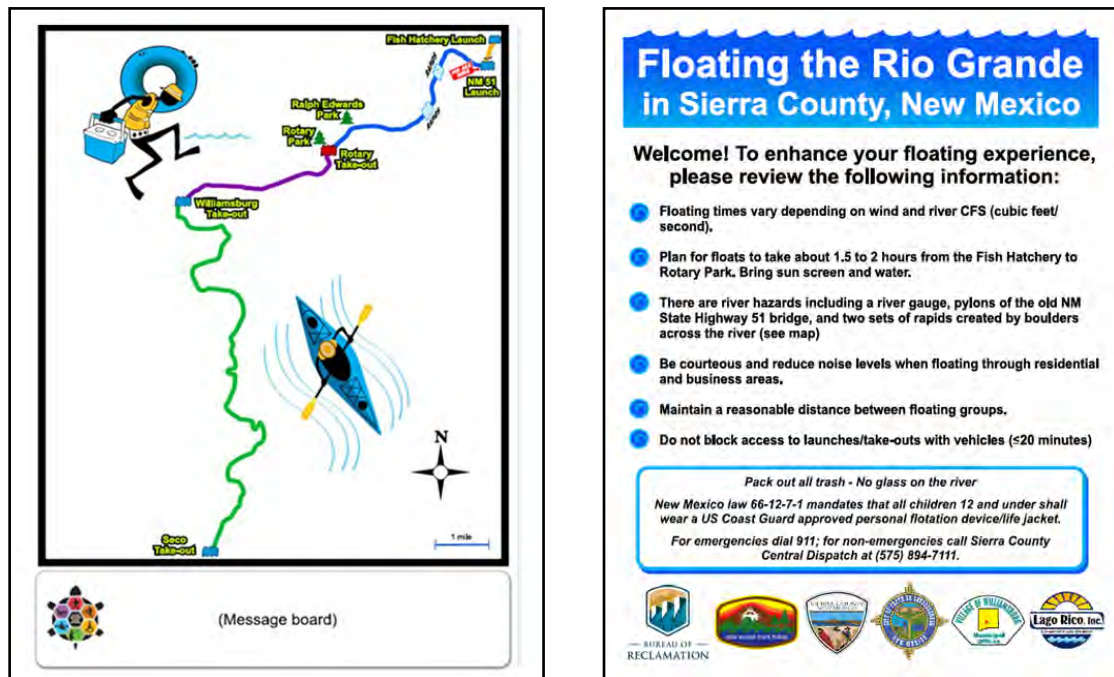 Fish Hatchery Launch
NM 51
Launch
Ralph Edwards
Park
Rotary
Park
Rotary
Take-out
Williamsburg
Take-out
N
Seco
Take-out
1 mile
(Message board)
Floating the Rio Grande
in Sierra County, New Mexico
Welcome! To enhance your floating experience,
please review the following information:
Floating times vary depending on wind and river CFS (cubic feet/
second).
Plan for floats to take about 1.5 to 2 hours from the Fish Hatchery to
Rotary Park. Bring sun screen and water.
There are river hazards including a river gauge, pylons of the old NM
State Highway 51 bridge, and two sets of rapids created by boulders
across the river (see map)
Be courteous and reduce noise levels when floating through residential
and business areas.
Maintain a reasonable distance between floating groups.
Do not block access to launches/take-outs with vehicles (≤20 minutes)
Pack out all trash - No glass on the river
New Mexico law 66-12-7-1 mandates that all children 12 and under shall
wear a US Coast Guard approved personal flotation device/life jacket.
For emergencies dial 911; for non-emergencies call Sierra County
Central Dispatch at (575) 894-7111.
BUREAU OF
RECLAMATION
SIERRA COUNTY
NEW MEXICO
VILLAGE OF WILLIAMSBURG
Lago Rico, Inc.